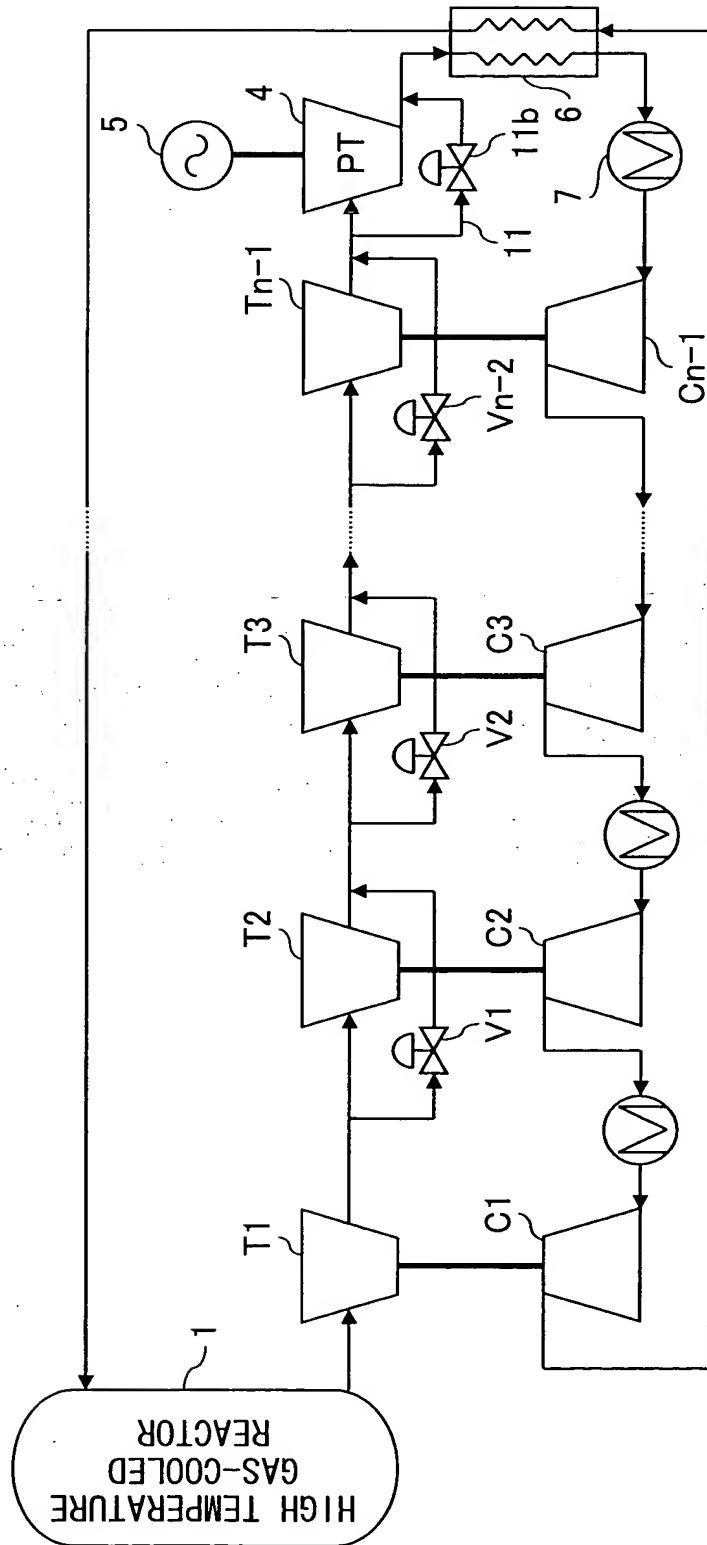 HIGH TEMPERATURE
GAS-COOLED
REACTOR
1
T1
T2
T3
Tn-1
5
4
PT
11b
11
6
7
V1
V2
Vn-2
C1
C2
C3
Cn-1